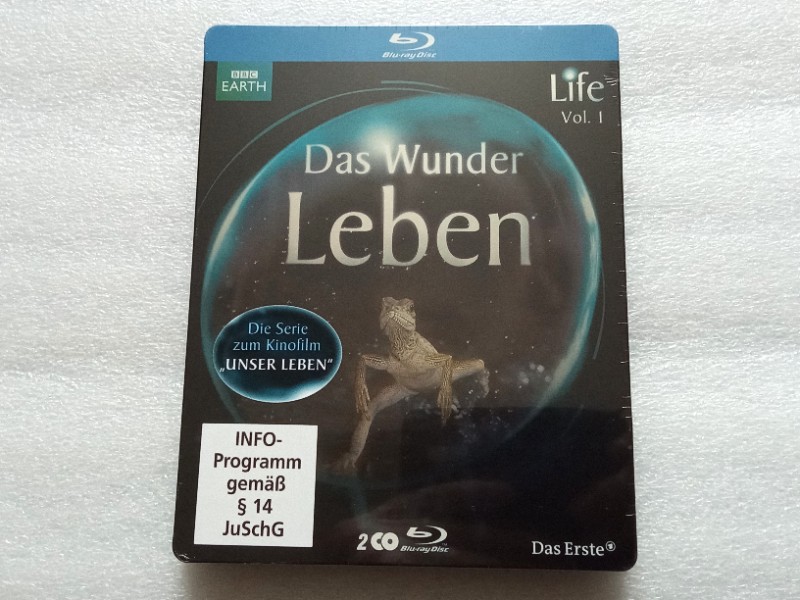 Blu-ray Disc
BBC
EARTH
Life
Vol. 1
Das Wunder
Leben
Die Serie
zum Kinofilm
„UNSER LEBEN“
INFO-
Programm
gemäß
§ 14
JuSchG
2 Blu-ray Disc
Das Erste